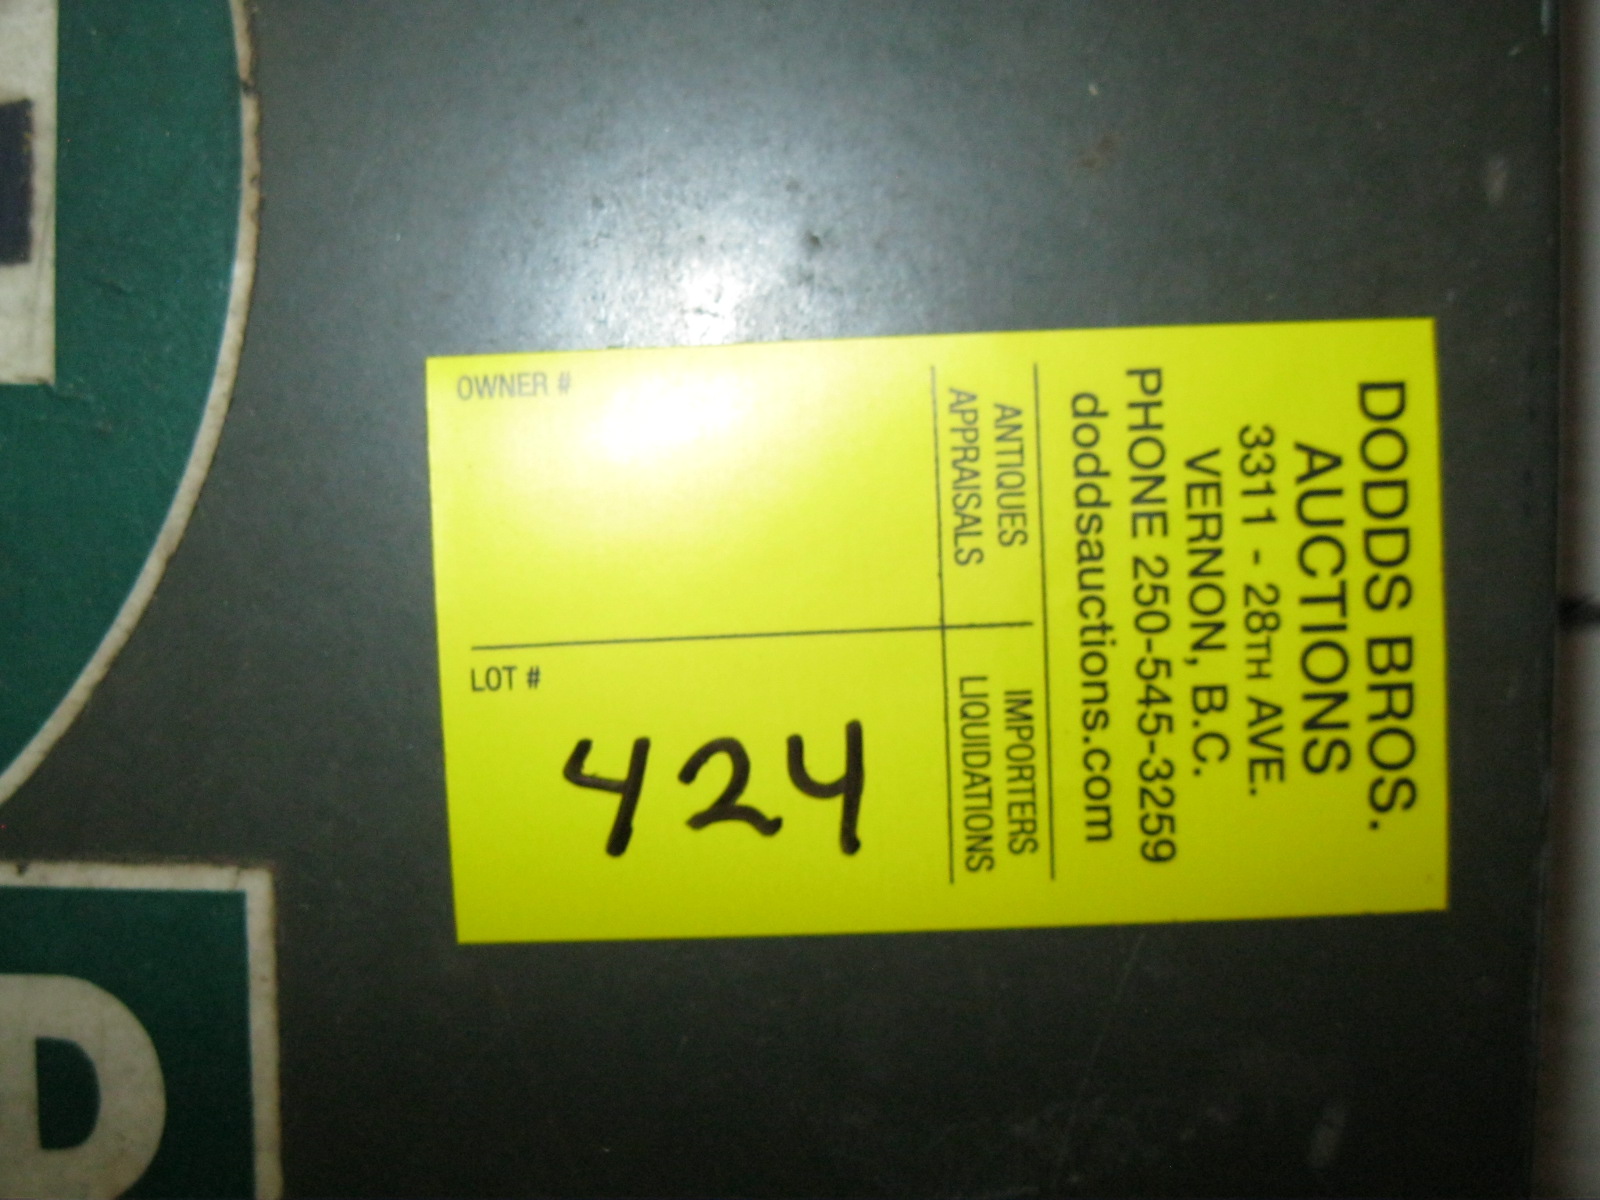 DODDS BROS.
AUCTIONS
3311 - 28TH AVE.
VERNON, B.C.
PHONE 250-545-3259
doddsauctions.com
ANTIQUES
APPRAISALS
IMPORTERS
LIQUIDATIONS
OWNER #
LOT #
424